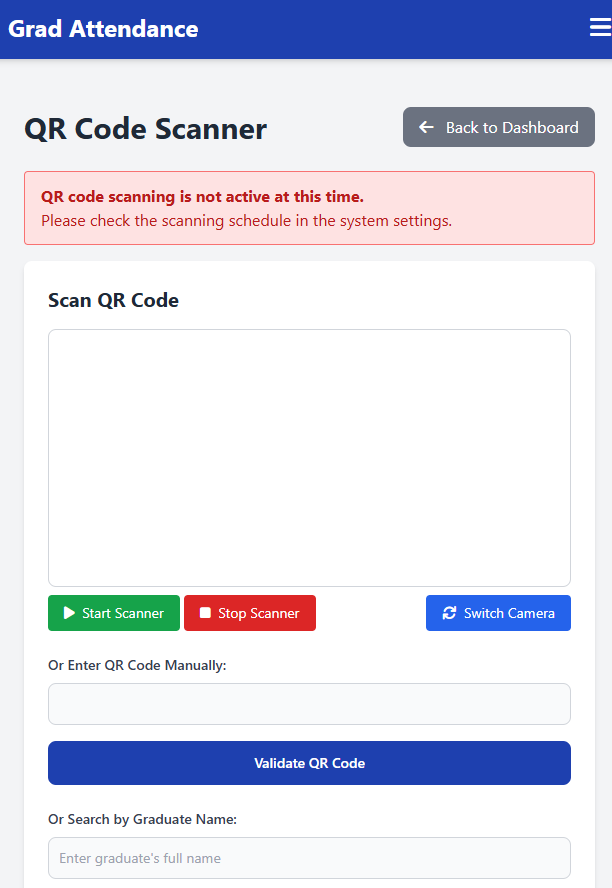 Grad Attendance
QR Code Scanner
Back to Dashboard
QR code scanning is not active at this time.
Please check the scanning schedule in the system settings.
Scan QR Code
Start Scanner
Stop Scanner
Switch Camera
Or Enter QR Code Manually:
Validate QR Code
Or Search by Graduate Name:
Enter graduate's full name